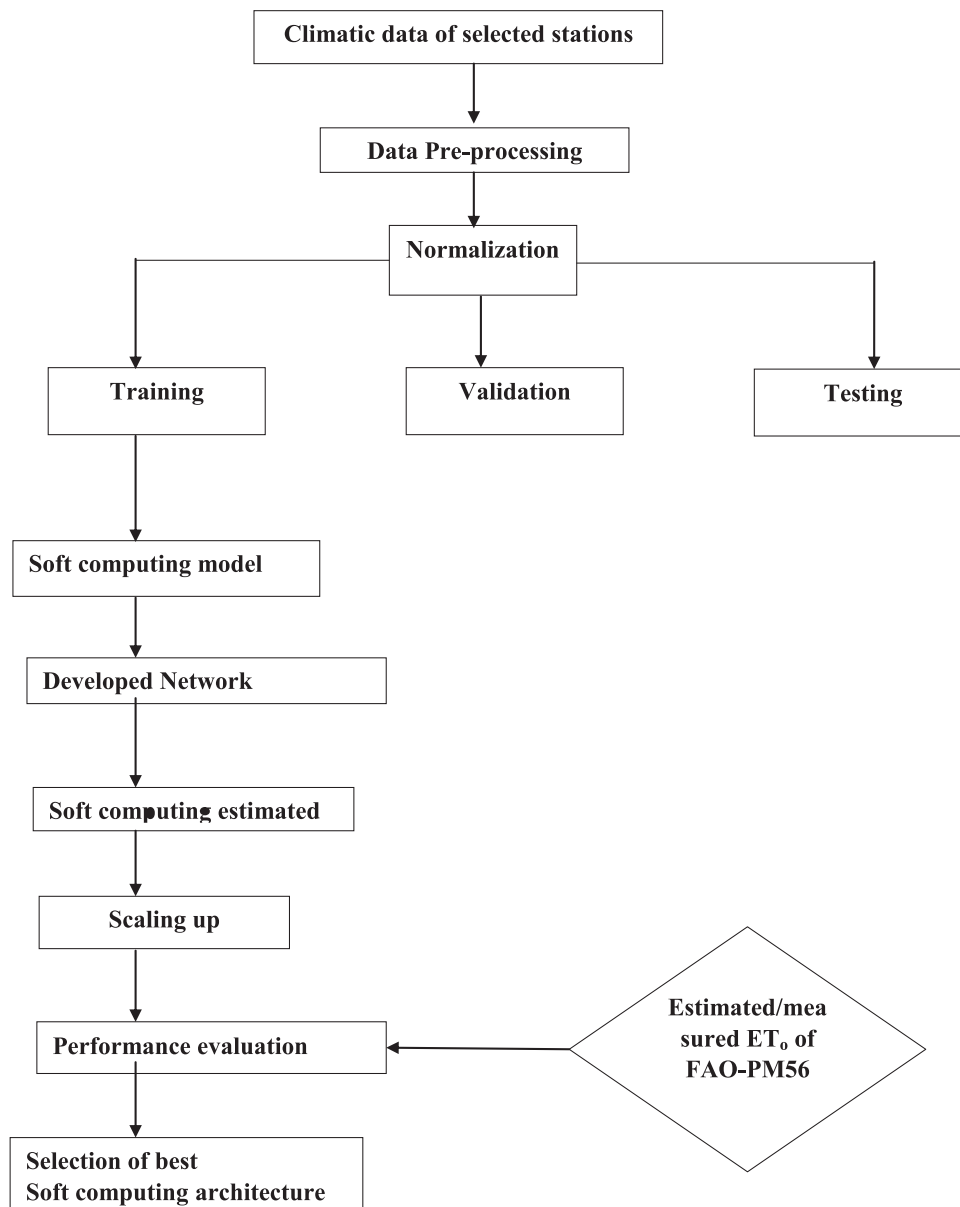 Climatic data of selected stations
Data Pre-processing
Normalization
Training
Validation
Testing
Soft computing model
Developed Network
Soft computing estimated
Scaling up
Performance evaluation
Estimated/mea
sured ETₒ of
FAO-PM56
Selection of best
Soft computing architecture